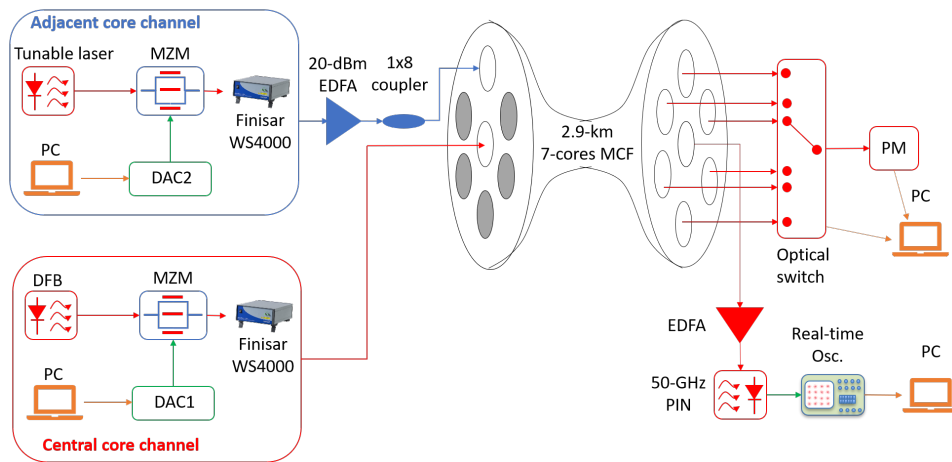 Adjacent core channel
Tunable laser
MZM
Finisar
WS4000
PC
DAC2
20-dBm
EDFA
1x8
coupler
2.9-km
7-cores MCF
Optical
switch
PM
PC
DFB
MZM
Finisar
WS4000
PC
DAC1
Central core channel
EDFA
50-GHz
PIN
Real-time
Osc.
PC